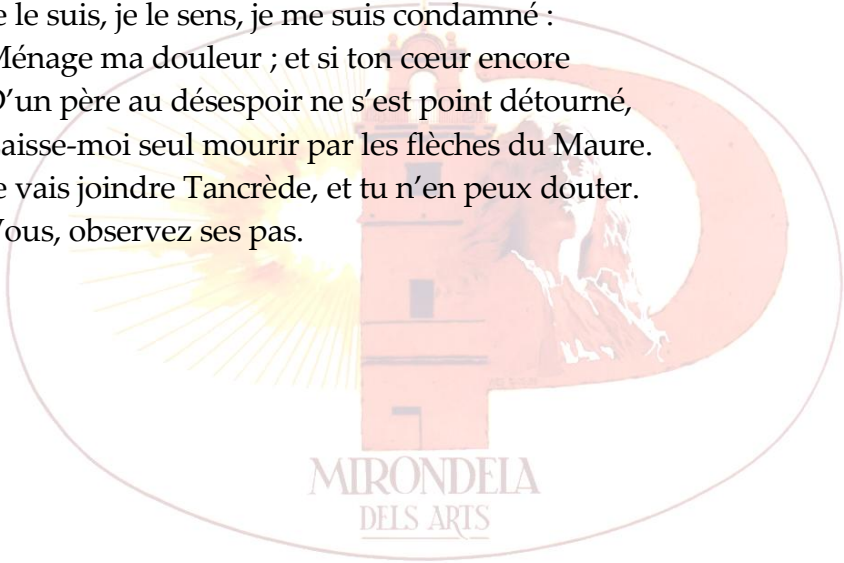 e le suis, je le sens, je me suis condamné :
Ménage ma douleur ; et si ton cœur encore
D’un père au désespoir ne s’est point détourné,
aisse-moi seul mourir par les flèches du Maure.
e vais joindre Tancrède, et tu n’en peux douter.
Vous, observez ses pas.
MIRONDELA
DELS ARTS